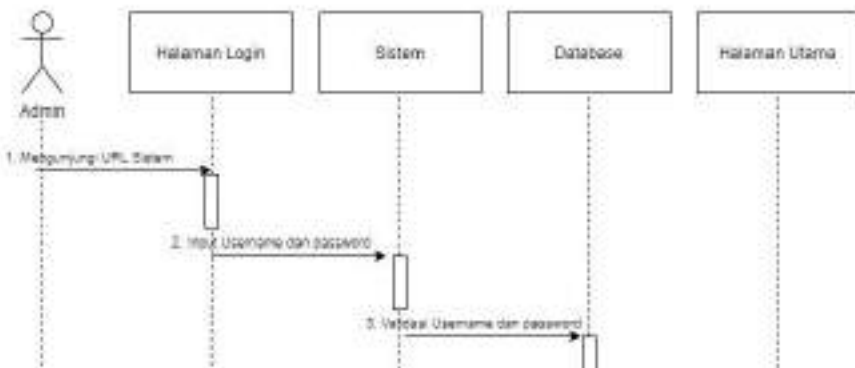 Halaman Login
Sistem
Database
Halaman Utama
Admin
1. Mengunjungi URL Sistem
2. Input Username dan password
3. Validasi Username dan password